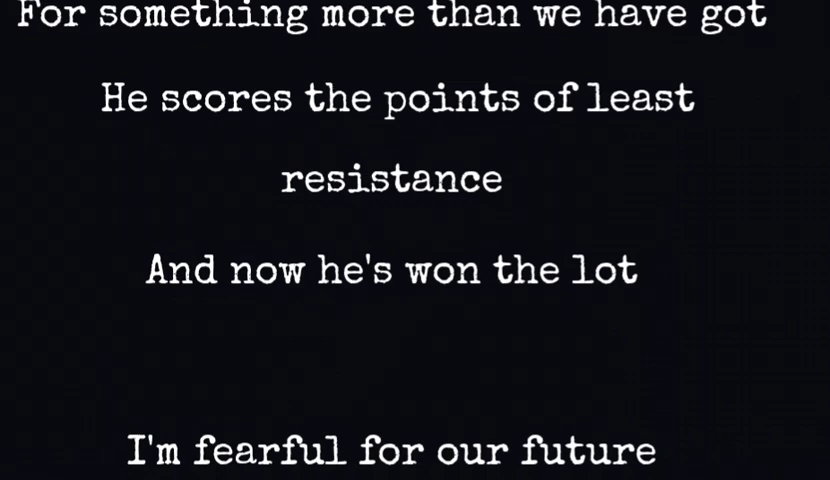 For something more than we have got
He scores the points of least
resistance
And now he's won the lot
I'm fearful for our future